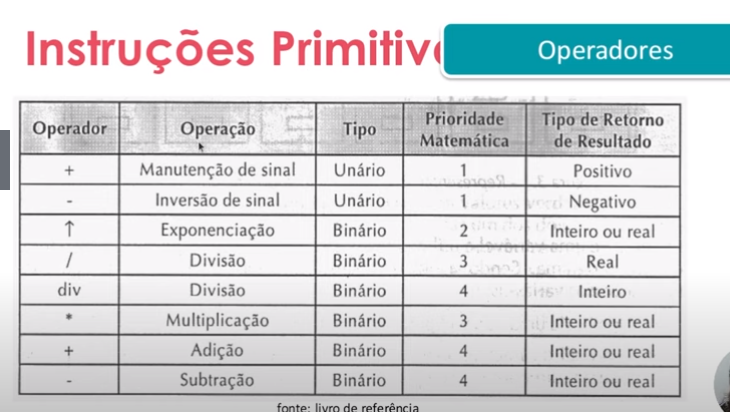 Instruções Primitiv
Operadores
Operador Operação Tipo Prioridade Matemática Tipo de Retorno de Resultado
+ Manutenção de sinal Unário 1 Positivo
- Inversão de sinal Unário 1 Negativo
↑ Exponenciação Binário 2 Inteiro ou real
/ Divisão Binário 3 Real
div Divisão Binário 4 Inteiro
* Multiplicação Binário 3 Inteiro ou real
+ Adição Binário 4 Inteiro ou real
- Subtração Binário 4 Inteiro ou real
fonte: livro de referência